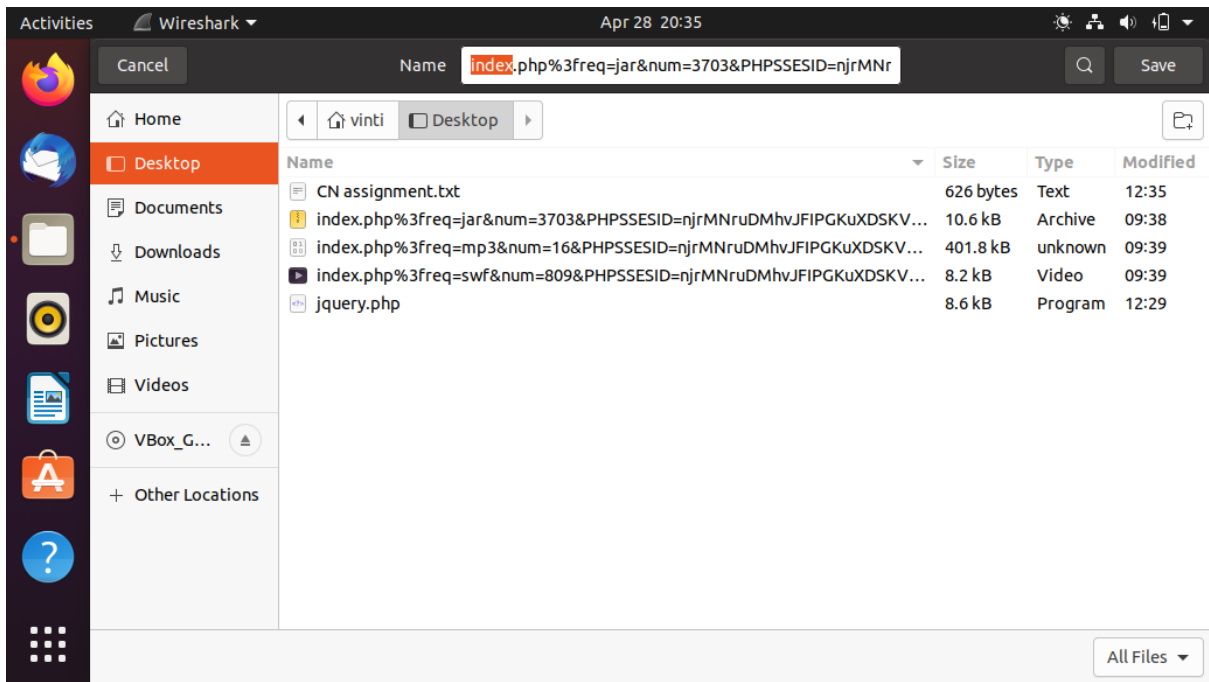 Activities Wireshark Apr 28 20:35
Cancel Name index.php%3freq=jar&num=3703&PHPSSESID=njrMNr Save
Home vinti Desktop
Desktop Name Size Type Modified
CN assignment.txt 626 bytes Text 12:35
Documents index.php%3freq=jar&num=3703&PHPSSESID=njrMNruDMhvJFIPGKuXDSKV... 10.6 kB Archive 09:38
Downloads index.php%3freq=mp3&num=16&PHPSSESID=njrMNruDMhvJFIPGKuXDSKV... 401.8 kB unknown 09:39
index.php%3freq=swf&num=809&PHPSSESID=njrMNruDMhvJFIPGKuXDSKV... 8.2 kB Video 09:39
Music jquery.php 8.6 kB Program 12:29
Pictures
Videos
VBox_G...
+ Other Locations
All Files